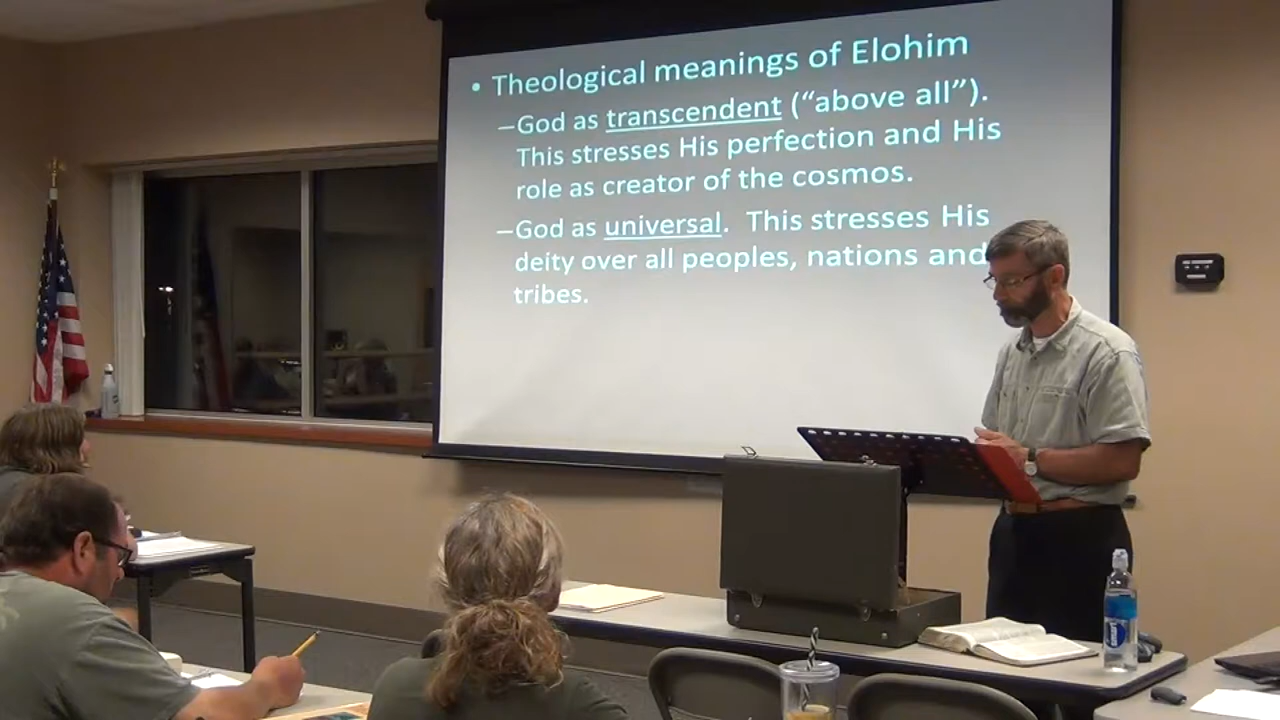 • Theological meanings of Elohim
–God as transcendent (“above all”).
This stresses His perfection and His
role as creator of the cosmos.
–God as universal. This stresses His
deity over all peoples, nations and
tribes.
smart